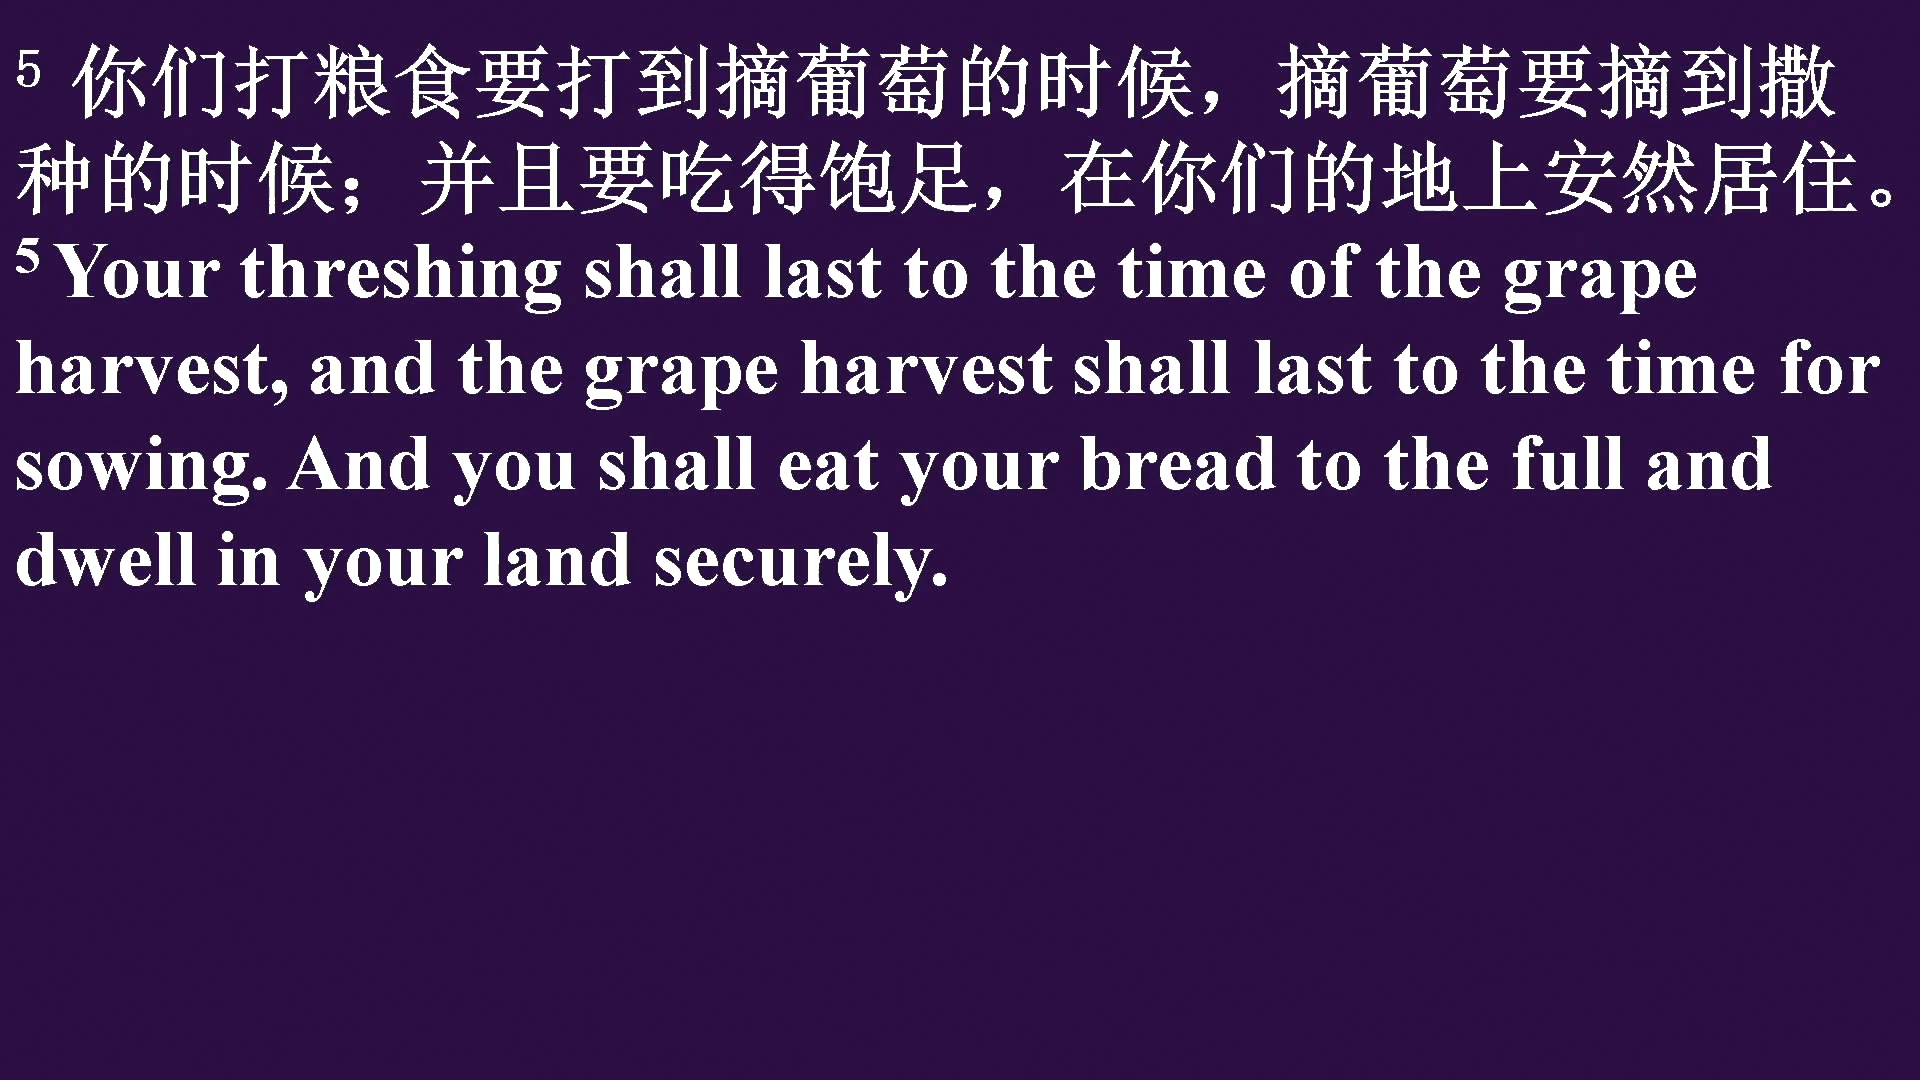 5 你们打粮食要打到摘葡萄的时候，摘葡萄要摘到撒
种的时候；并且要吃得饱足，在你们的地上安然居住。
5 Your threshing shall last to the time of the grape
harvest, and the grape harvest shall last to the time for
sowing. And you shall eat your bread to the full and
dwell in your land securely.